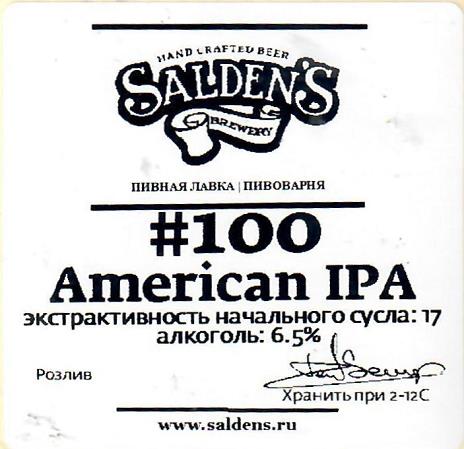 HAND CRAFTED BEER
SALDEN'S
BREWERY
ПИВНАЯ ЛАВКА | ПИВОВАРНЯ
#100
American IPA
экстрактивность начального сусла: 17
алкоголь: 6.5%
Розлив
Хранить при 2-12С
www.saldens.ru